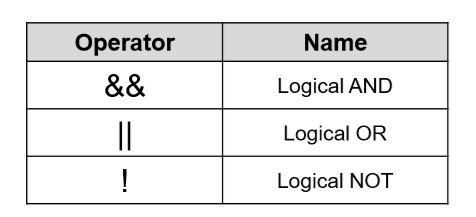 Operator Name
&& Logical AND
|| Logical OR
! Logical NOT